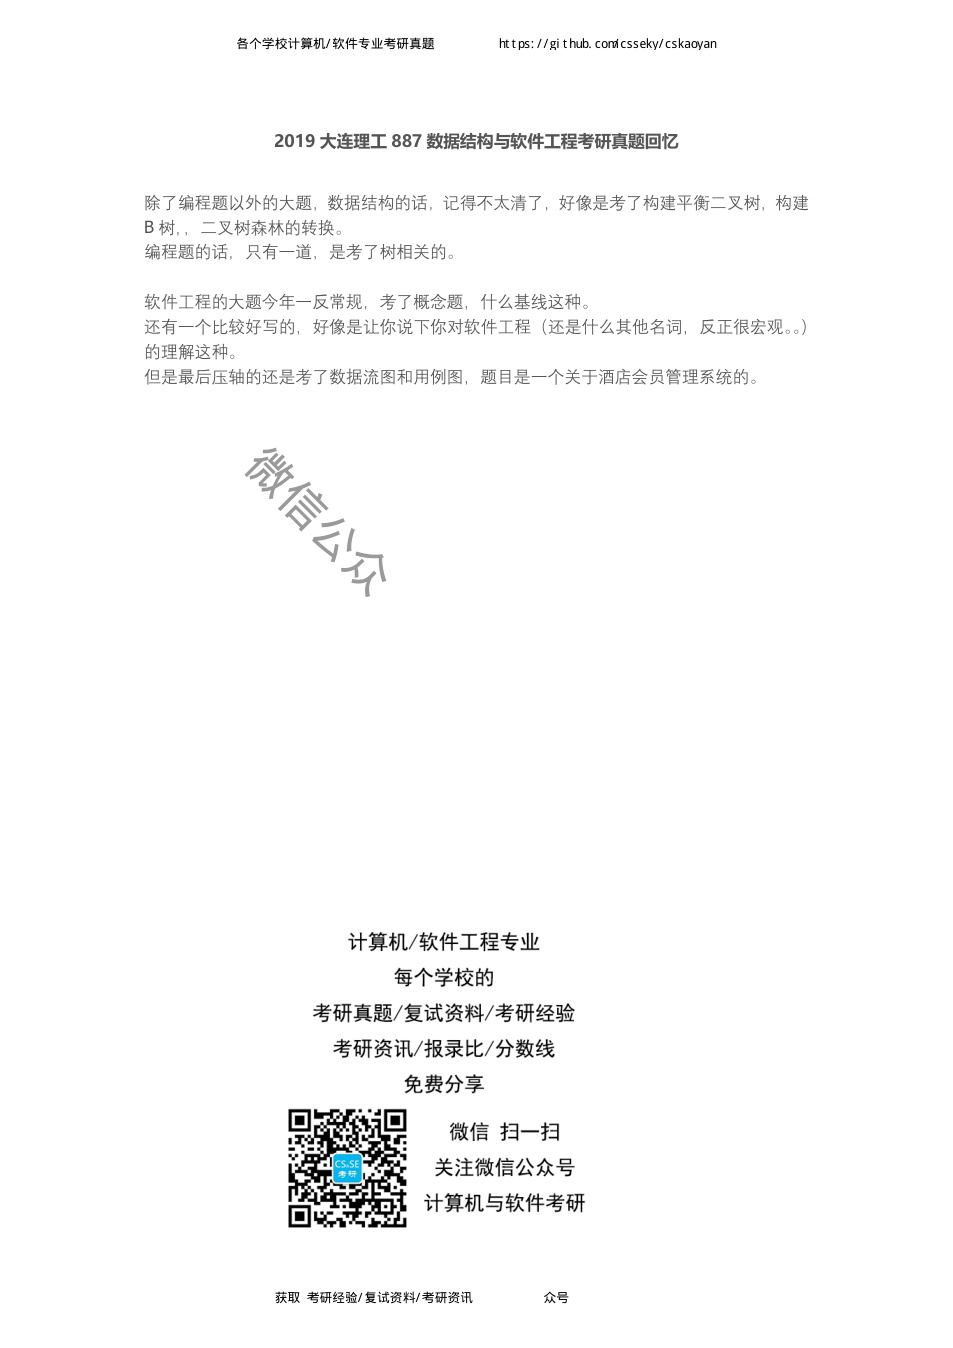 各个学校计算机/软件专业考研真题 https://github.com/csseky/cskaoyan
2019 大连理工 887 数据结构与软件工程考研真题回忆
除了编程题以外的大题，数据结构的话，记得不太清了，好像是考了构建平衡二叉树，构建
B 树，，二叉树森林的转换。
编程题的话，只有一道，是考了树相关的。
软件工程的大题今年一反常规，考了概念题，什么基线这种。
还有一个比较好写的，好像是让你说下你对软件工程（还是什么其他名词，反正很宏观。。）
的理解这种。
但是最后压轴的还是考了数据流图和用例图，题目是一个关于酒店会员管理系统的。
微信公众
计算机/软件工程专业
每个学校的
考研真题/复试资料/考研经验
考研资讯/报录比/分数线
免费分享
CS&SE
考研
微信 扫一扫
关注微信公众号
计算机与软件考研
获取 考研经验/复试资料/考研资讯 众号